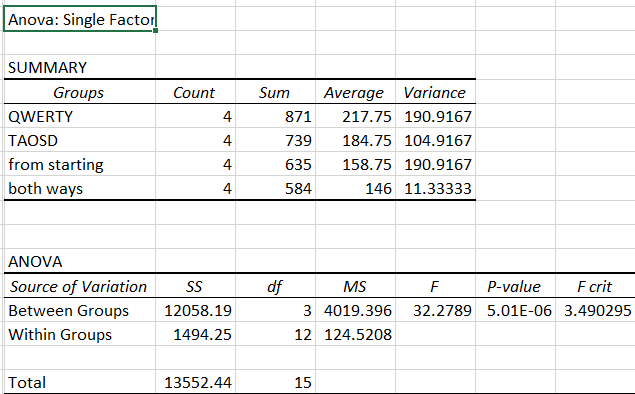 Anova: Single Factor
SUMMARY
Groups Count Sum Average Variance
QWERTY 4 871 217.75 190.9167
TAOSD 4 739 184.75 104.9167
from starting 4 635 158.75 190.9167
both ways 4 584 146 11.33333
ANOVA
Source of Variation SS df MS F P-value F crit
Between Groups 12058.19 3 4019.396 32.2789 5.01E-06 3.490295
Within Groups 1494.25 12 124.5208
Total 13552.44 15